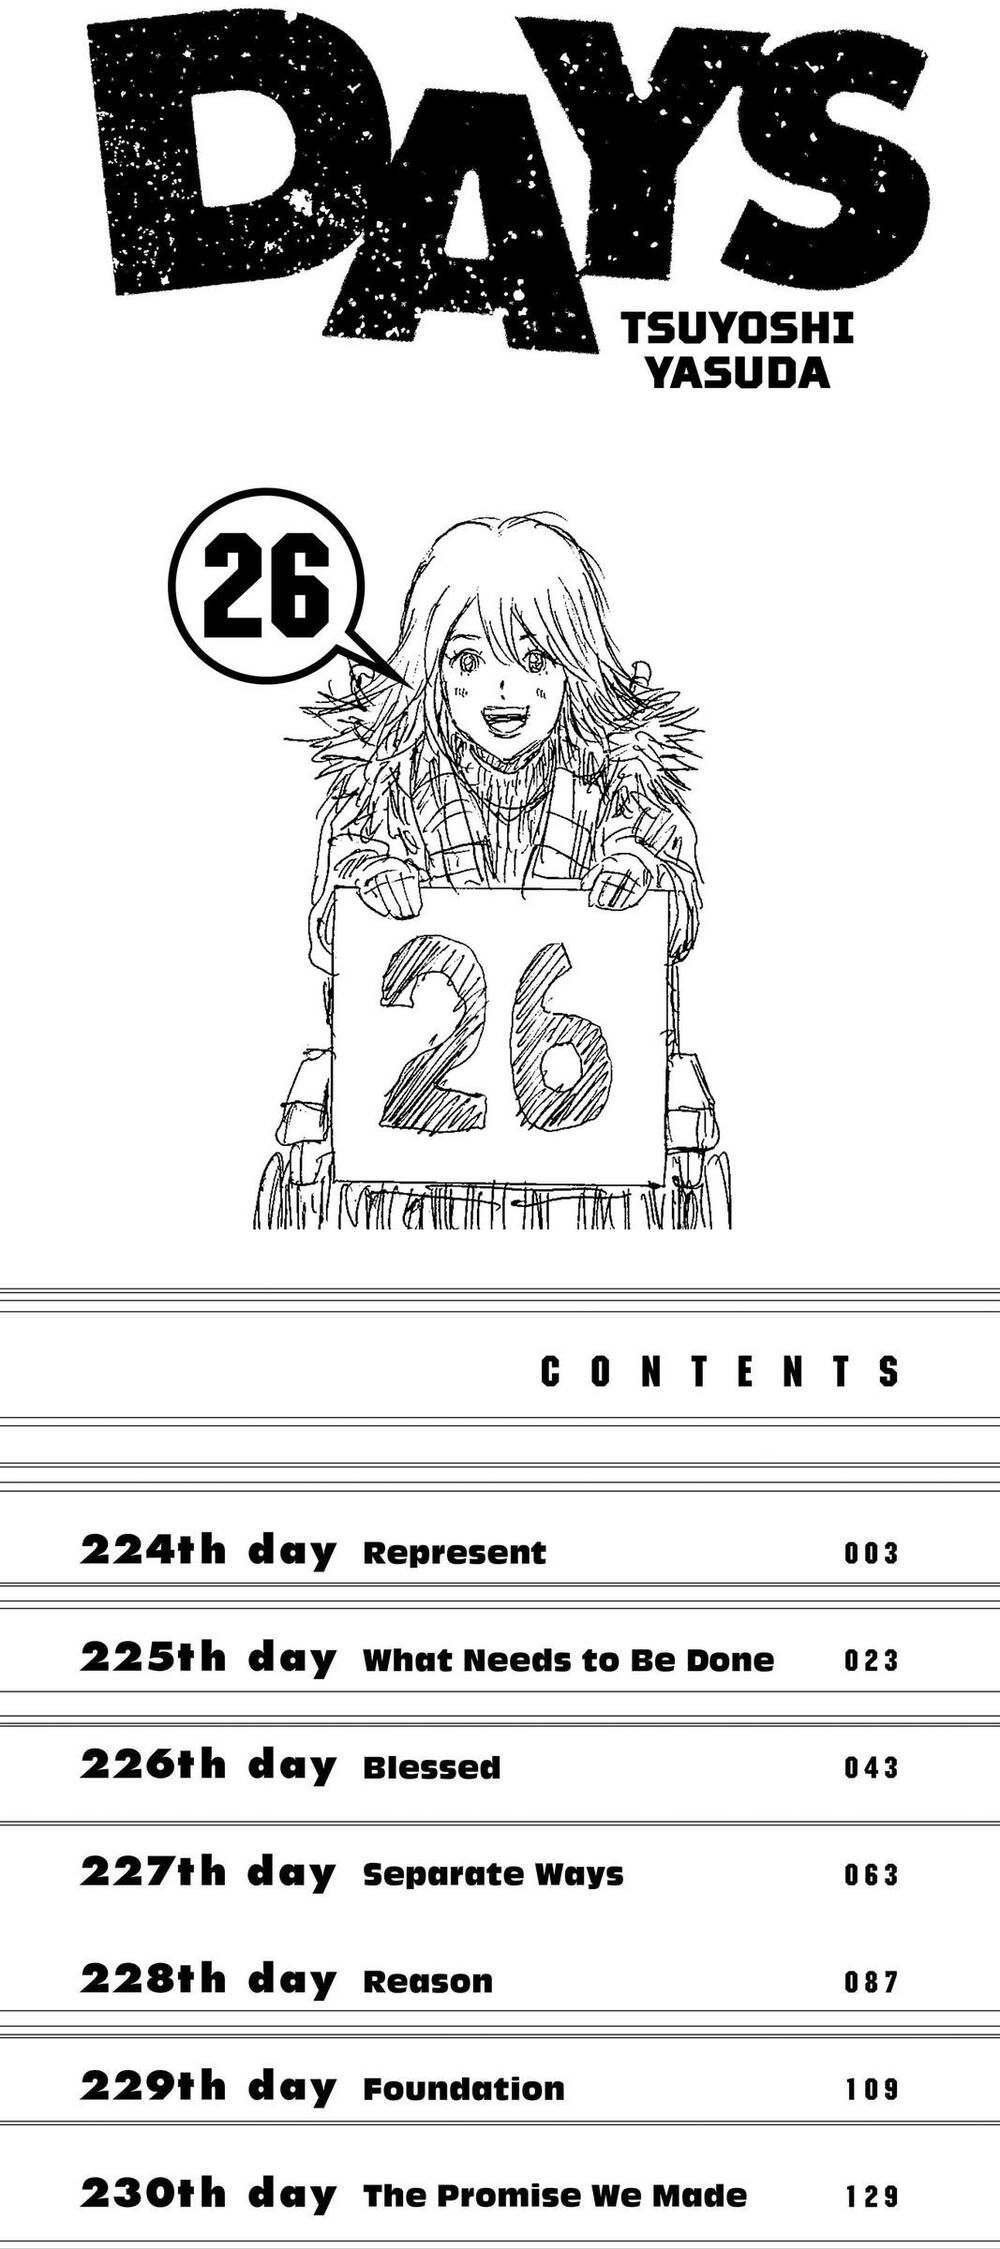 DAYS
TSUYOSHI
YASUDA
26
26
CONTENTS
224th day Represent 003
225th day What Needs to Be Done 023
226th day Blessed 043
227th day Separate Ways 063
228th day Reason 087
229th day Foundation 109
230th day The Promise We Made 129